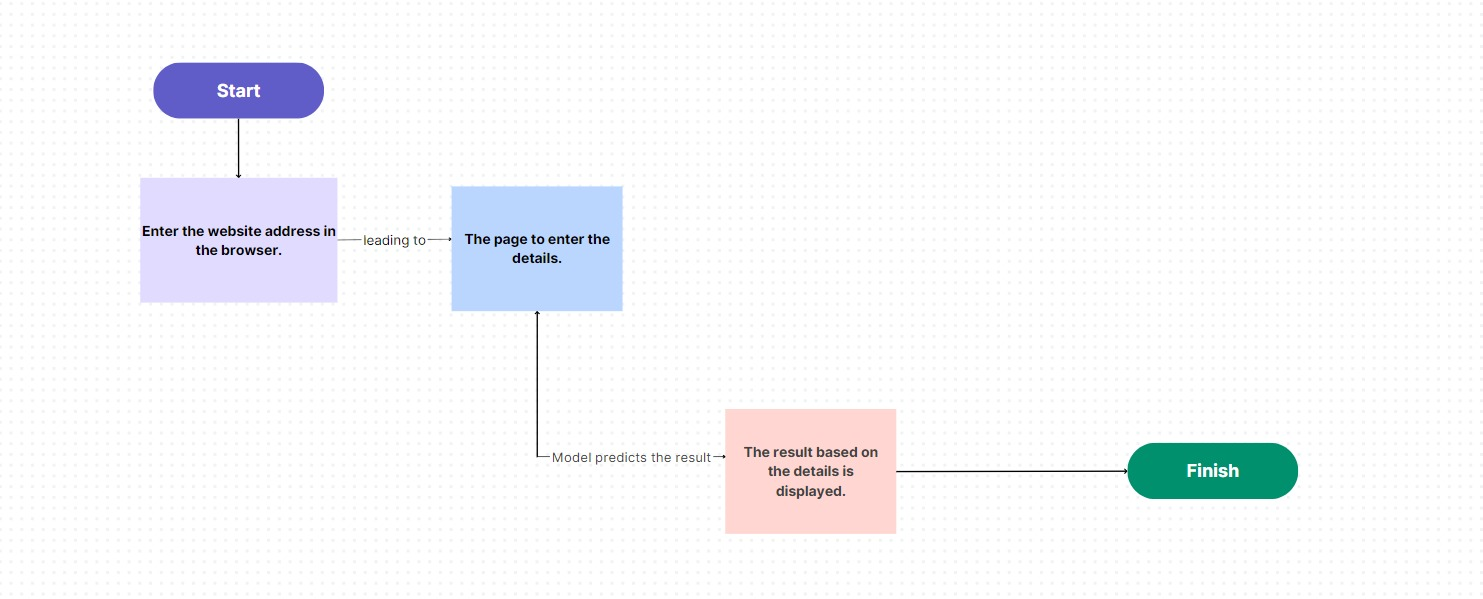 Start
Enter the website address in
the browser.
leading to
The page to enter the
details.
Model predicts the result
The result based on
the details is
displayed.
Finish